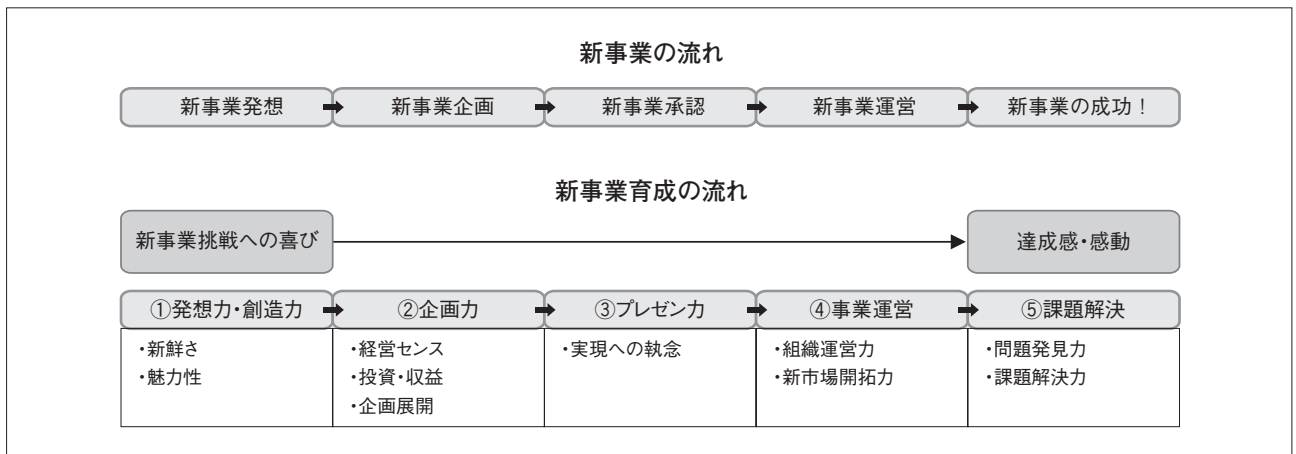 新事業の流れ
新事業発想 新事業企画 新事業承認 新事業運営 新事業の成功！
新事業育成の流れ
新事業挑戦への喜び 達成感・感動
①発想力・創造力 ②企画力 ③プレゼン力 ④事業運営 ⑤課題解決
・新鮮さ ・経営センス ・実現への執念 ・組織運営力 ・問題発見力
・魅力性 ・投資・収益 ・新市場開拓力 ・課題解決力
・企画展開